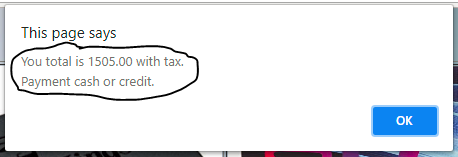 This page says
You total is 1505.00 with tax.
Payment cash or credit.
OK